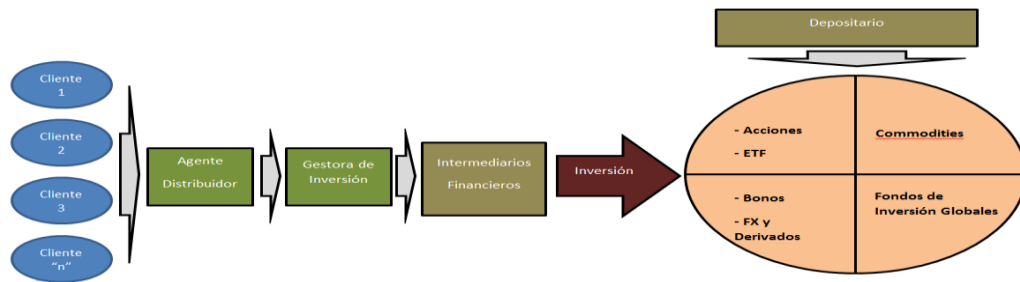 Depositario
Cliente
1
Cliente
2
Cliente
3
Cliente
"n"
Agente
Distribuidor
Gestora de
Inversión
Intermediarios
Financieros
Inversión
- Acciones
- ETF
Commodities
- Bonos
- FX y
Derivados
Fondos de
Inversión Globales